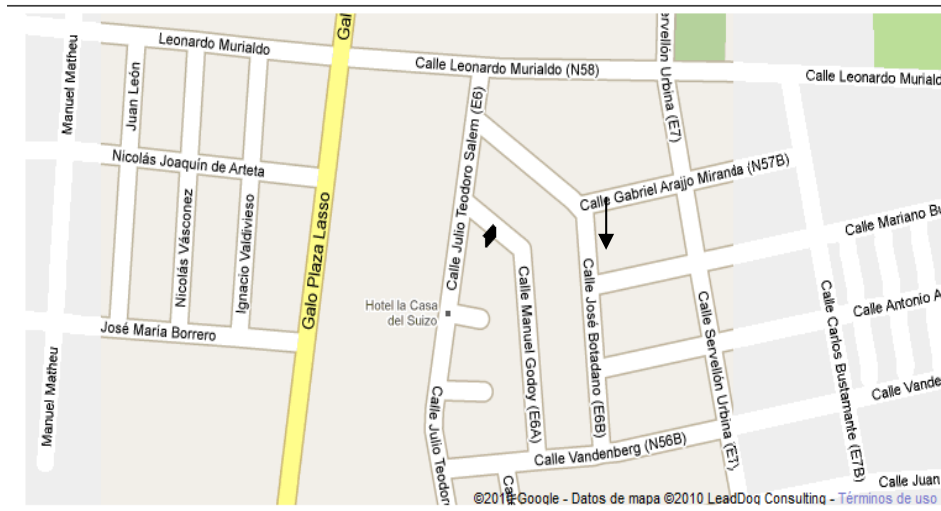 Leonardo Murialdo
Calle Leonardo Murialdo (N58)
Calle Leonardo Murialdo
Manuel Matheu
Juan León
Nicolás Joaquín de Arteta
Nicolás Vásconez
Ignacio Valdivieso
José María Borrero
Manuel Matheu
Gal
Galo Plaza Lasso
Calle Julio Teodoro Salem (E6)
Hotel la Casa
del Suizo
Calle Julio Teodoro
Calle Manuel Godoy (E6A)
Calle José Botadano (E6B)
Calle Gabriel Arajjo Miranda (N57B)
Servellón Urbina (E7)
Calle Servellón Urbina (E7)
Calle Mariano Bu
Calle Antonio A
Calle Carlos Bustamante (E7B)
Calle Vande
Calle Vandenberg (N56B)
Calle Juan
Calle
©2011 Google - Datos de mapa ©2010 LeadDog Consulting - Términos de uso